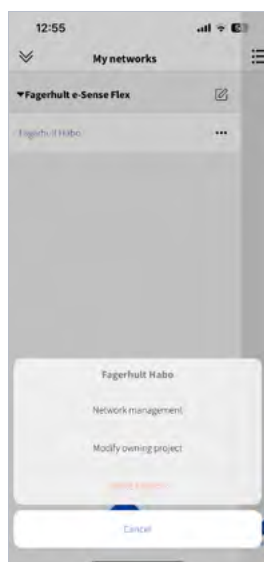 12:55
My networks
Fagerhult e-Sense Flex
Fagerhult Habo
Fagerhult Habo
Network management
Modify owning project
Cancel